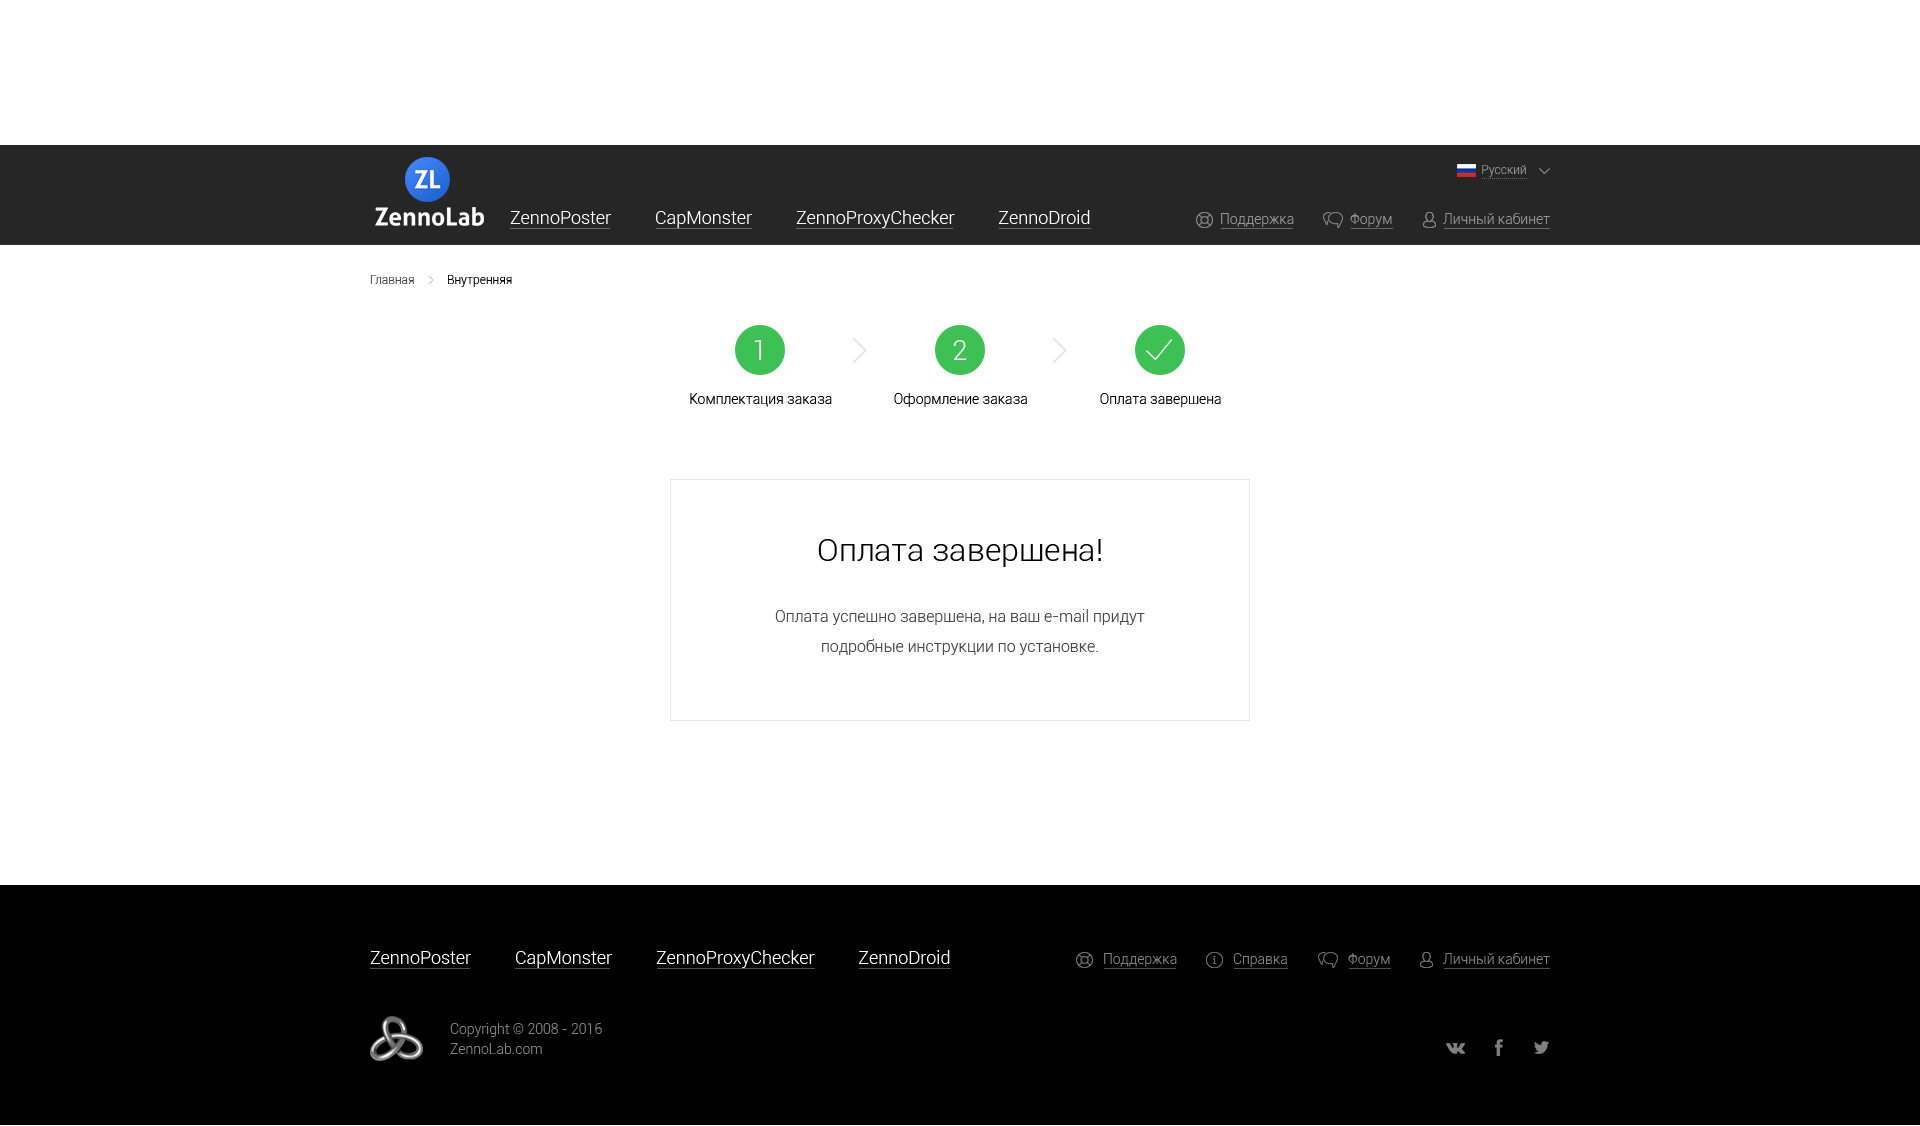 ZL
ZennoLab
Русский
ZennoPoster CapMonster ZennoProxyChecker ZennoDroid Поддержка Форум Личный кабинет
Главная Внутренняя
1 2
Комплектация заказа Оформление заказа Оплата завершена
Оплата завершена!
Оплата успешно завершена, на ваш e-mail придут
подробные инструкции по установке.
ZennoPoster CapMonster ZennoProxyChecker ZennoDroid Поддержка Справка Форум Личный кабинет
Copyright © 2008 - 2016
ZennoLab.com